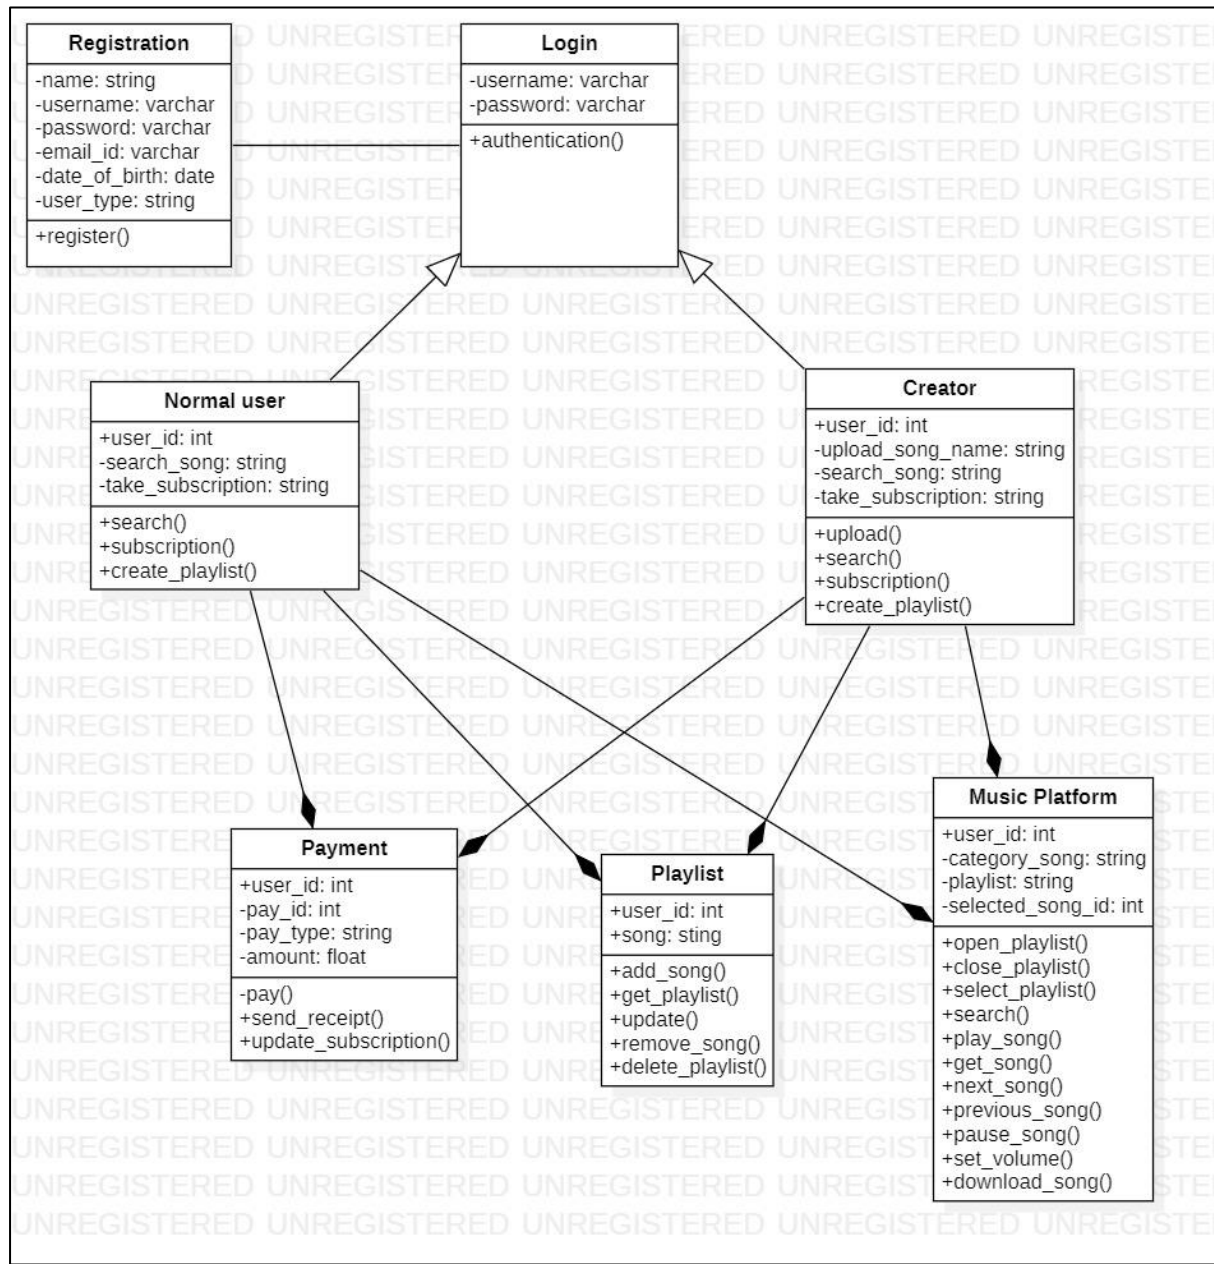 Registration
-name: string
-username: varchar
-password: varchar
-email_id: varchar
-date_of_birth: date
-user_type: string
+register()
Login
-username: varchar
-password: varchar
+authentication()
Normal user
+user_id: int
-search_song: string
-take_subscription: string
+search()
+subscription()
+create_playlist()
Creator
+user_id: int
-upload_song_name: string
-search_song: string
-take_subscription: string
+upload()
+search()
+subscription()
+create_playlist()
Payment
+user_id: int
-pay_id: int
-pay_type: string
-amount: float
-pay()
+send_receipt()
+update_subscription()
Playlist
+user_id: int
+song: sting
+add_song()
+get_playlist()
+update()
+remove_song()
+delete_playlist()
Music Platform
+user_id: int
-category_song: string
-playlist: string
-selected_song_id: int
+open_playlist()
+close_playlist()
+select_playlist()
+search()
+play_song()
+get_song()
+next_song()
+previous_song()
+pause_song()
+set_volume()
+download_song()
UNREGISTERED